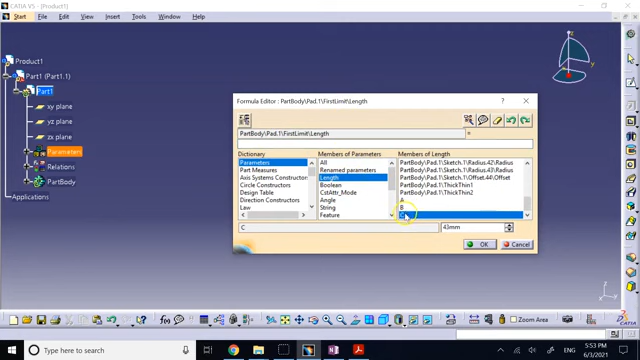 CATIA V5 - [Product1]
Start File Edit View Insert Tools Window Help
Product1
Part1 (Part1.1)
Part1
xy plane
yz plane
zx plane
Parameters
Relations
PartBody
Applications
Formula Editor : PartBody\Pad.1\FirstLimit\Length
PartBody\Pad.1\FirstLimit\Length =
Dictionary Members of Parameters Members of Length
Parameters All PartBody\Pad.1\Sketch.1\Radius.42\Radius
Part Measures Renamed parameters PartBody\Pad.1\Sketch.1\Radius.44\Radius
Axis Systems Constructors Length PartBody\Pad.1\Sketch.1\Offset.44\Offset
Circle Constructors Boolean PartBody\Pad.1\ThickThin1
Design Table CstAttr_Mode PartBody\Pad.1\ThickThin2
Direction Constructors Angle A
Law String B
Feature C
C 43mm
OK Cancel
Zoom Area
Type here to search
ENG
5:53 PM
6/3/2021